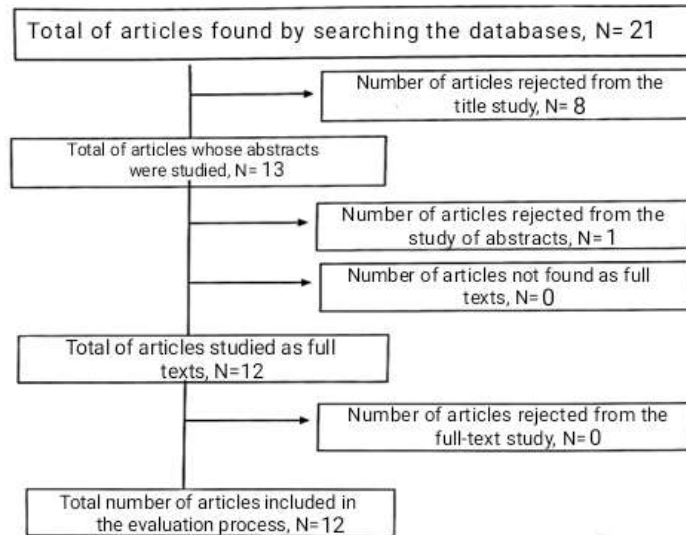 Total of articles found by searching the databases, N= 21
Number of articles rejected from the
title study, N= 8
Total of articles whose abstracts
were studied, N= 13
Number of articles rejected from the
study of abstracts, N= 1
Number of articles not found as full
texts, N= 0
Total of articles studied as full
texts, N=12
Number of articles rejected from the
full-text study, N= 0
Total number of articles included in
the evaluation process, N=12